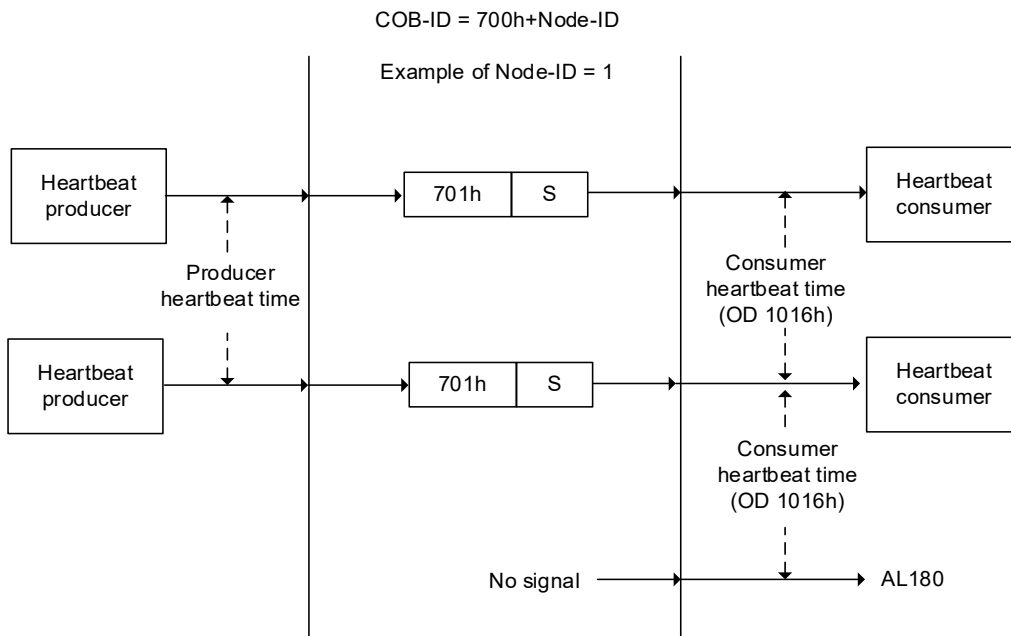 COB-ID = 700h+Node-ID
Example of Node-ID = 1
Heartbeat
producer
701h
S
Heartbeat
consumer
Producer
heartbeat time
Consumer
heartbeat time
(OD 1016h)
Heartbeat
producer
701h
S
Heartbeat
consumer
Consumer
heartbeat time
(OD 1016h)
No signal
AL180